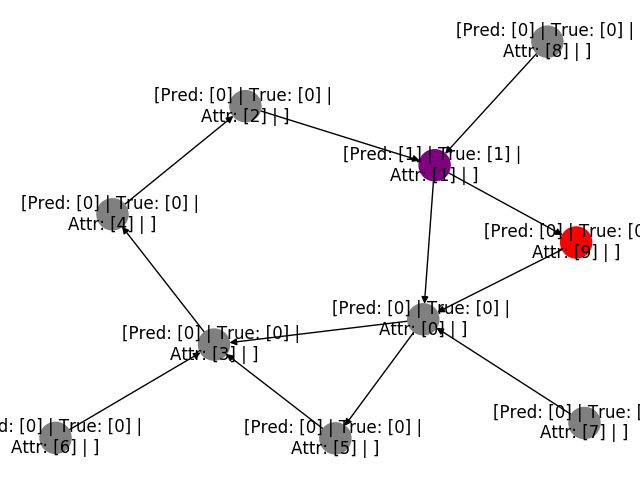 [Pred: [0] | True: [0] |
Attr: [8] | ]
[Pred: [0] | True: [0] |
Attr: [2] | ]
[Pred: [1] | True: [1] |
Attr: [1] | ]
[Pred: [0] | True: [0] |
Attr: [4] | ]
[Pred: [0] | True: [0
Attr: [9] | ]
[Pred: [0] | True: [0] |
Attr: [0] | ]
[Pred: [0] | True: [0] |
Attr: [3] | ]
d: [0] | True: [0] |
Attr: [6] | ]
[Pred: [0] | True: [0] |
Attr: [5] | ]
[Pred: [0] | True: [
Attr: [7] | ]